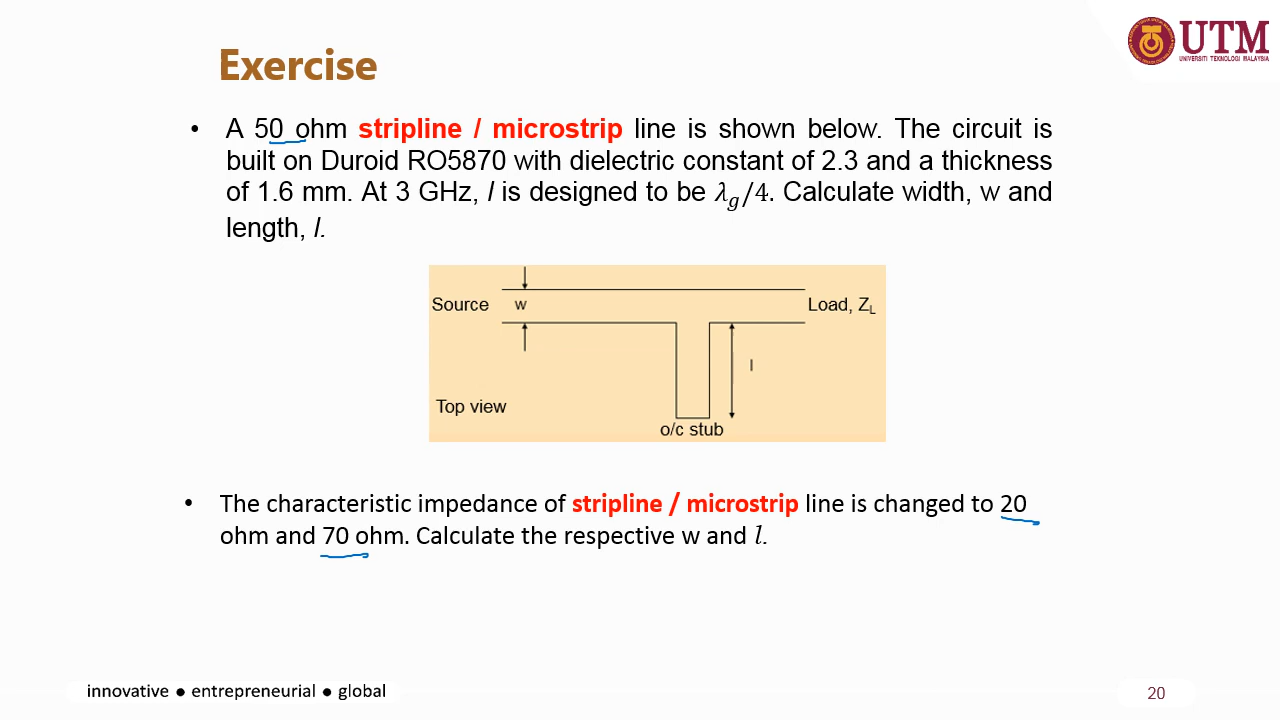 UTM
UNIVERSITI TEKNOLOGI MALAYSIA
Exercise
• A 50 ohm stripline / microstrip line is shown below. The circuit is
built on Duroid RO5870 with dielectric constant of 2.3 and a thickness
of 1.6 mm. At 3 GHz, l is designed to be λg/4. Calculate width, w and
length, l.
Source
w
Load, ZL
l
Top view
o/c stub
• The characteristic impedance of stripline / microstrip line is changed to 20
ohm and 70 ohm. Calculate the respective w and l.
innovative ● entrepreneurial ● global
20